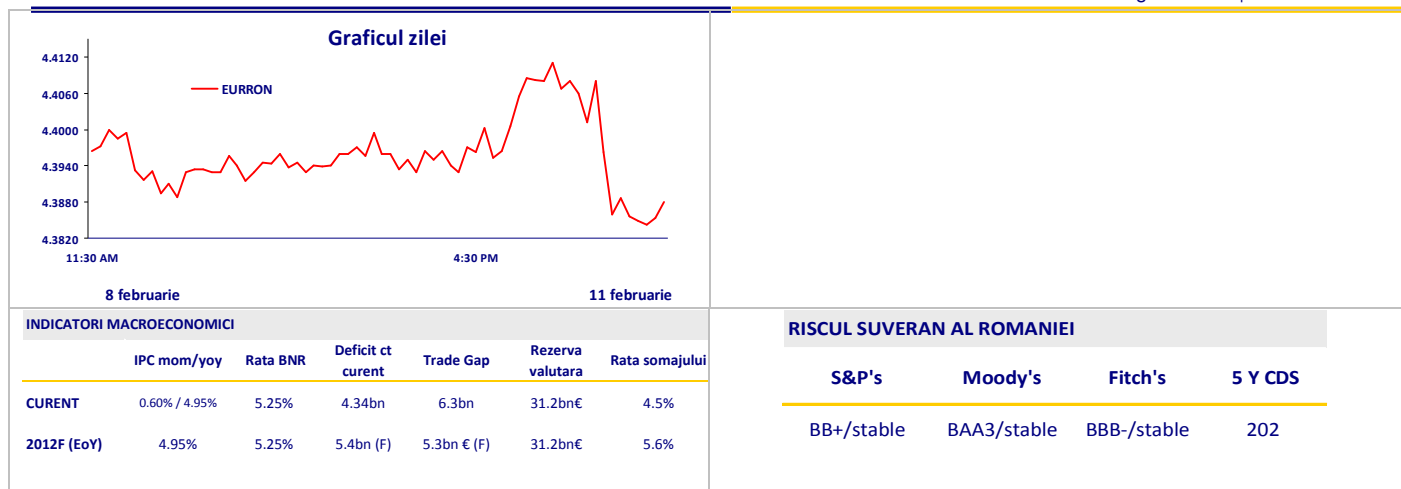 Graficul zilei
4.4120
4.4060
4.4000
4.3940
4.3880
4.3820
EURRON
11:30 AM 4:30 PM
8 februarie 11 februarie
INDICATORI MACROECONOMICI
IPC mom/yoy Rata BNR Deficit ct curent Trade Gap Rezerva valutara Rata somajului
CURENT 0.60% / 4.95% 5.25% 4.34bn 6.3bn 31.2bn€ 4.5%
2012F (EoY) 4.95% 5.25% 5.4bn (F) 5.3bn € (F) 31.2bn€ 5.6%
RISCUL SUVERAN AL ROMANIEI
S&P's Moody's Fitch's 5 Y CDS
BB+/stable BAA3/stable BBB-/stable 202